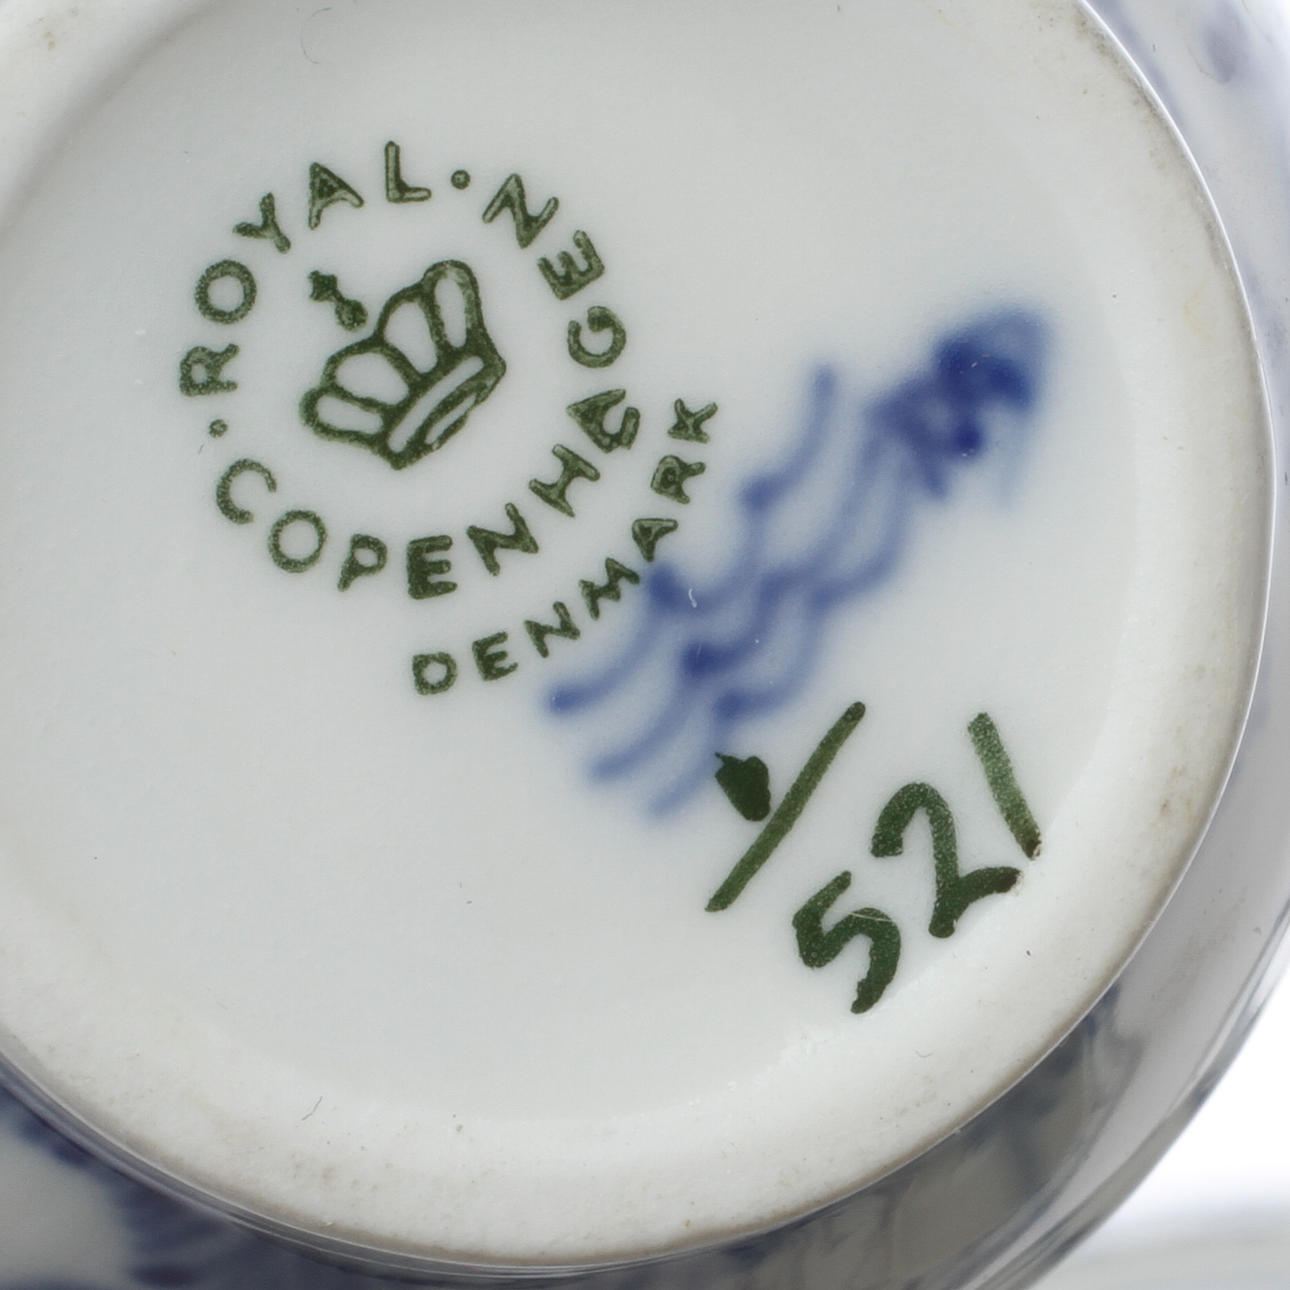 ROYAL · COPENHAGEN ·
DENMARK
1
521